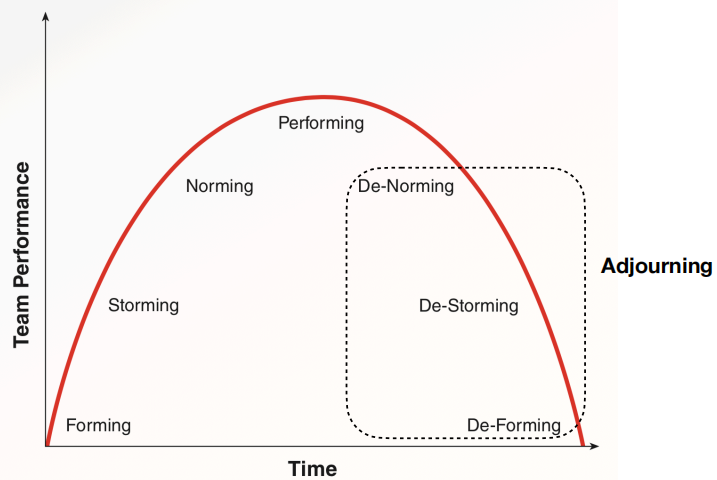 Performing
Norming
De-Norming
Adjourning
Storming
De-Storming
Forming
De-Forming
Team Performance
Time